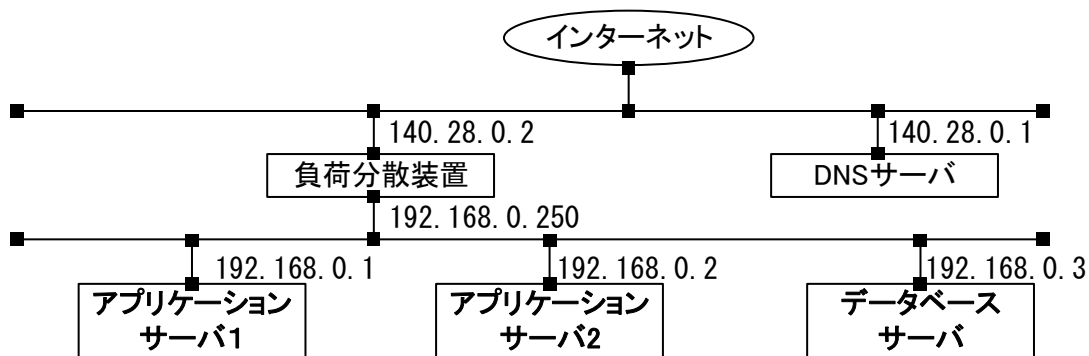 インターネット
140.28.0.2
140.28.0.1
負荷分散装置
DNSサーバ
192.168.0.250
192.168.0.1
192.168.0.2
192.168.0.3
アプリケーション
サーバ1
アプリケーション
サーバ2
データベース
サーバ